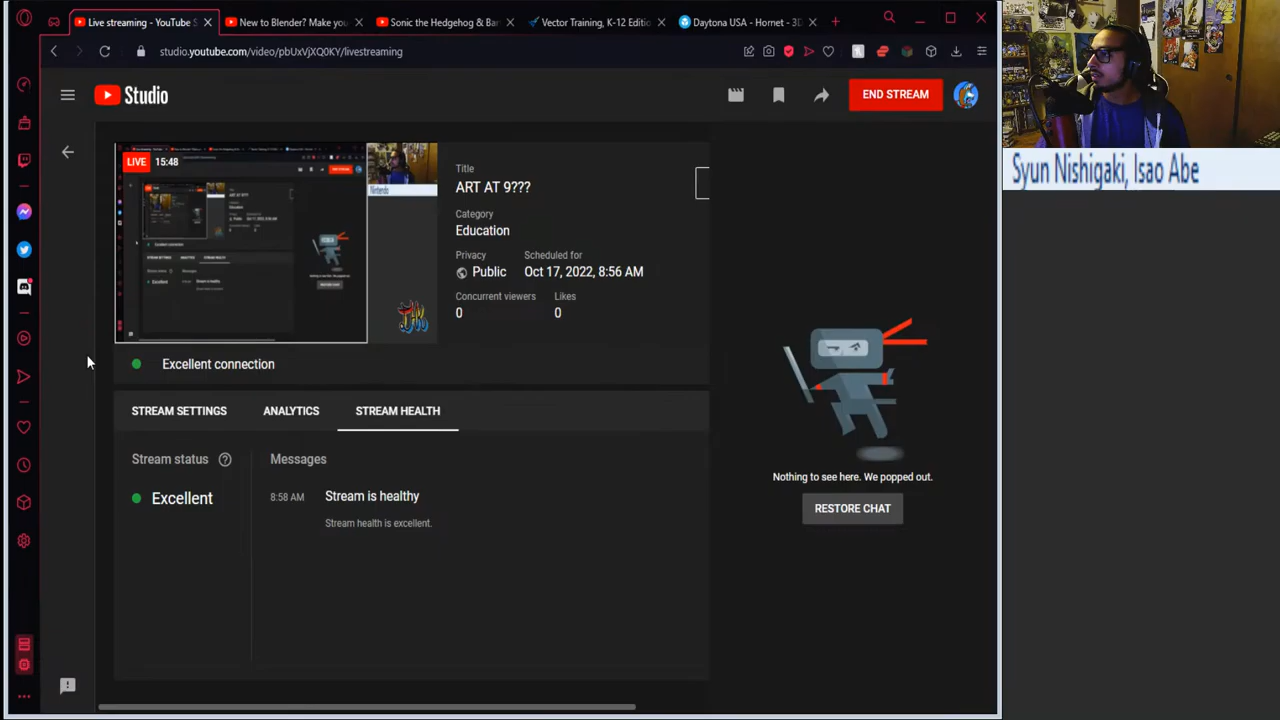 Live streaming - YouTube S
New to Blender? Make you
Sonic the Hedgehog & Ba
Vector Training, K-12 Editio
Daytona USA - Hornet - 3D
studio.youtube.com/video/pbUxVjXQ0KY/livestreaming
Studio
END STREAM
LIVE 15:48
Nintendo
Title
ART AT 9???
Category
Education
Privacy
Scheduled for
Public
Oct 17, 2022, 8:56 AM
Concurrent viewers
Likes
0
0
Excellent connection
STREAM SETTINGS
ANALYTICS
STREAM HEALTH
Stream status
Messages
Excellent
8:58 AM
Stream is healthy
Stream health is excellent.
Nothing to see here. We popped out.
RESTORE CHAT
Syun Nishigaki, Isao Abe